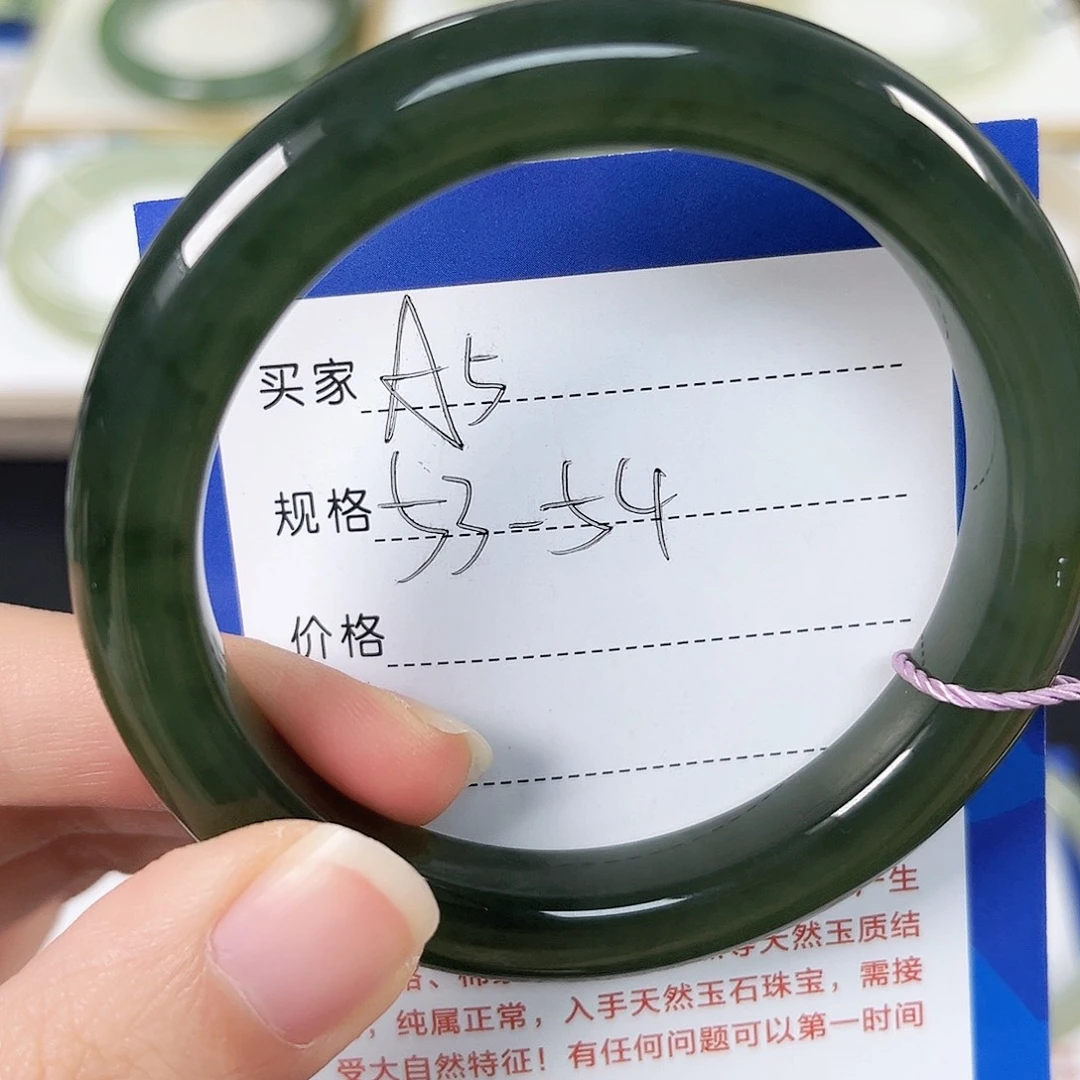 买家 A5
规格 53-54
价格
产生
天然玉质结
，纯属正常，入手天然玉石珠宝，需接
受大自然特征！有任何问题可以第一时间